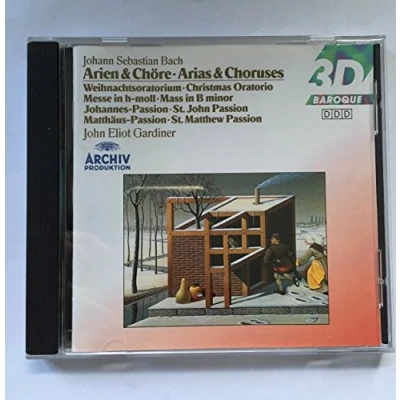 Johann Sebastian Bach
Arien & Chöre · Arias & Choruses
Weihnachtsoratorium · Christmas Oratorio
Messe in h-moll · Mass in B minor
Johannes-Passion · St. John Passion
Matthäus-Passion · St. Matthew Passion
John Eliot Gardiner
3D
BAROQUE
DDD
ARCHIV
PRODUKTION